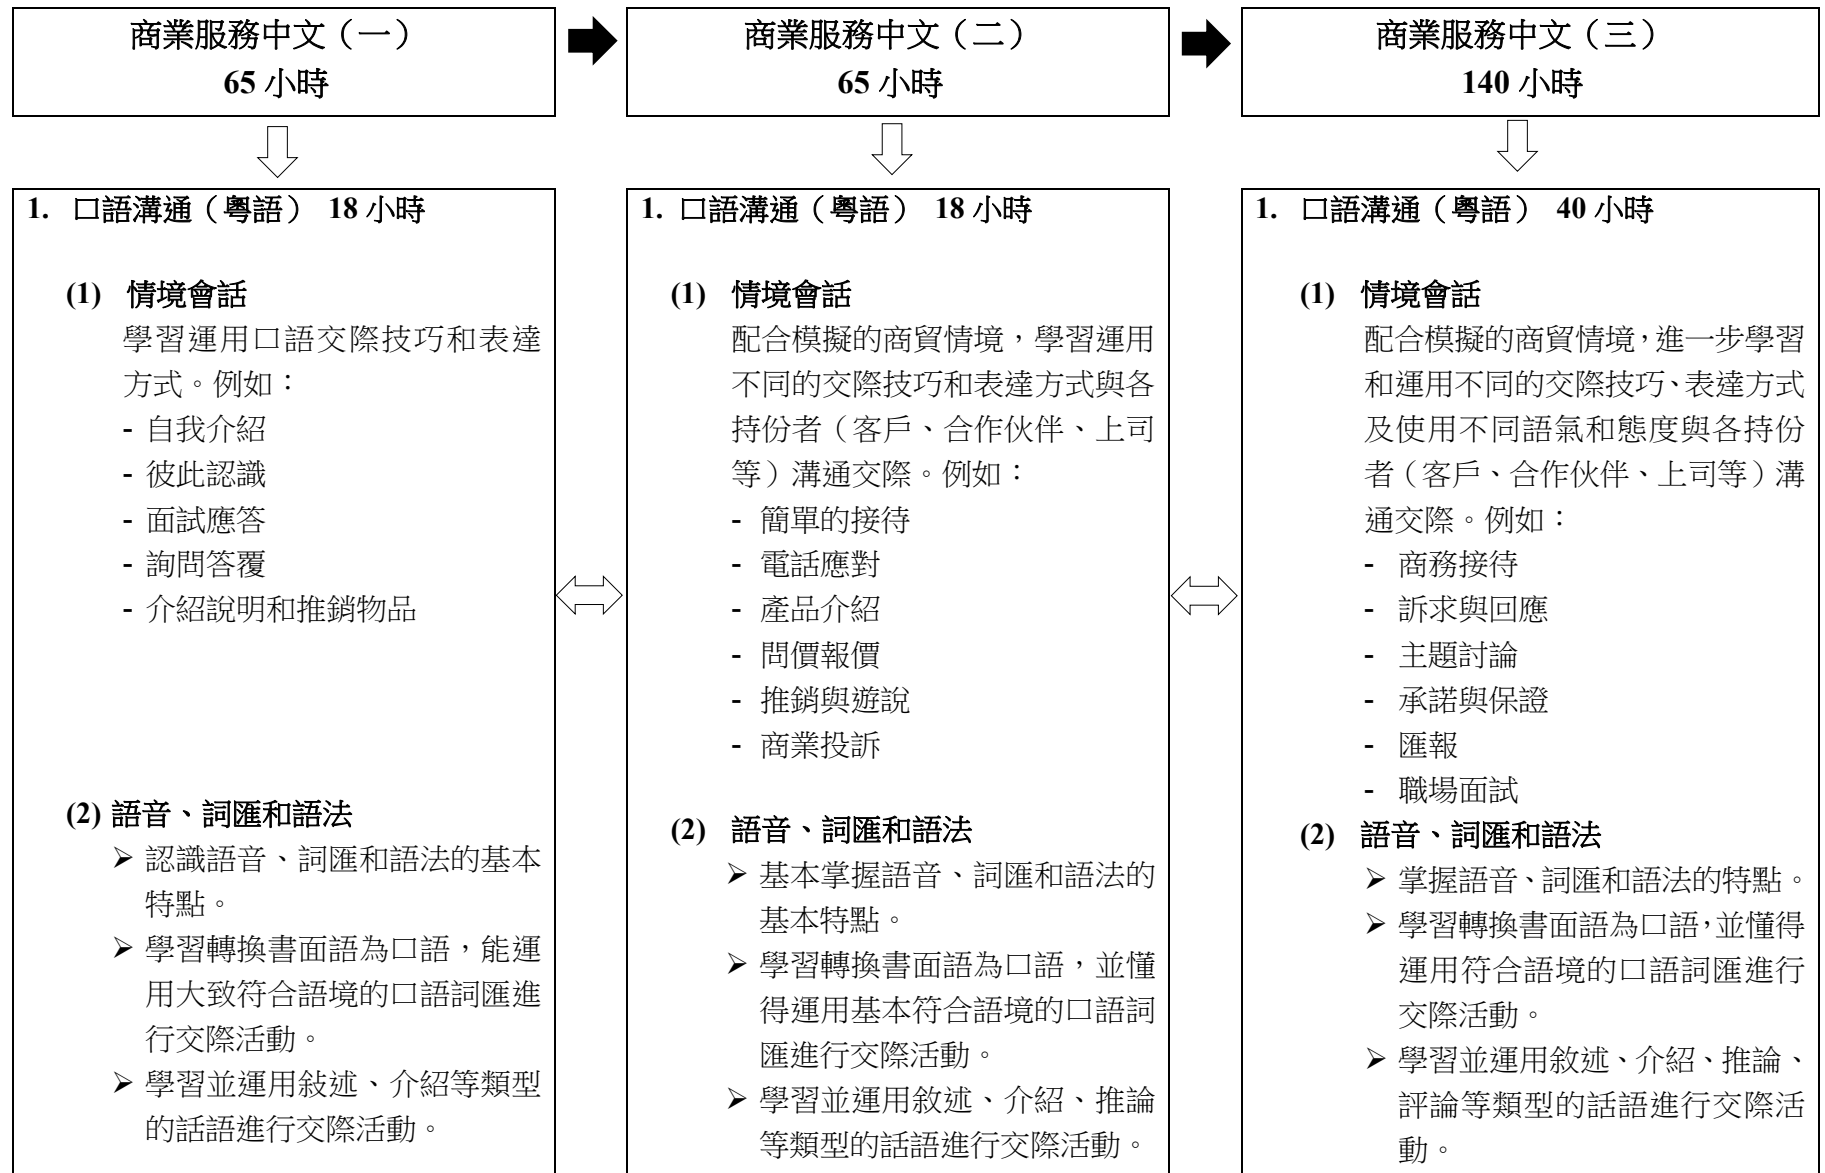 商業服務中文（一）
65 小時
商業服務中文（二）
65 小時
商業服務中文（三）
140 小時
1. 口語溝通（粵語） 18 小時
(1) 情境會話
學習運用口語交際技巧和表達
方式。例如：
- 自我介紹
- 彼此認識
- 面試應答
- 詢問答覆
- 介紹說明和推銷物品
(2) 語音、詞匯和語法
➢ 認識語音、詞匯和語法的基本
特點。
➢ 學習轉換書面語為口語，能運
用大致符合語境的口語詞匯進
行交際活動。
➢ 學習並運用敍述、介紹等類型
的話語進行交際活動。
1. 口語溝通（粵語） 18 小時
(1) 情境會話
配合模擬的商貿情境，學習運用
不同的交際技巧和表達方式與各
持份者（客戶、合作伙伴、上司
等）溝通交際。例如：
- 簡單的接待
- 電話應對
- 產品介紹
- 問價報價
- 推銷與遊說
- 商業投訴
(2) 語音、詞匯和語法
➢ 基本掌握語音、詞匯和語法的
基本特點。
➢ 學習轉換書面語為口語，並懂
得運用基本符合語境的口語詞
匯進行交際活動。
➢ 學習並運用敘述、介紹、推論
等類型的話語進行交際活動。
1. 口語溝通（粵語） 40 小時
(1) 情境會話
配合模擬的商貿情境，進一步學習
和運用不同的交際技巧、表達方式
及使用不同語氣和態度與各持份
者（客戶、合作伙伴、上司等）溝
通交際。例如：
- 商務接待
- 訴求與回應
- 主題討論
- 承諾與保證
- 匯報
- 職場面試
(2) 語音、詞匯和語法
➢ 掌握語音、詞匯和語法的特點。
➢ 學習轉換書面語為口語，並懂得
運用符合語境的口語詞匯進行
交際活動。
➢ 學習並運用敘述、介紹、推論、
評論等類型的話語進行交際活
動。